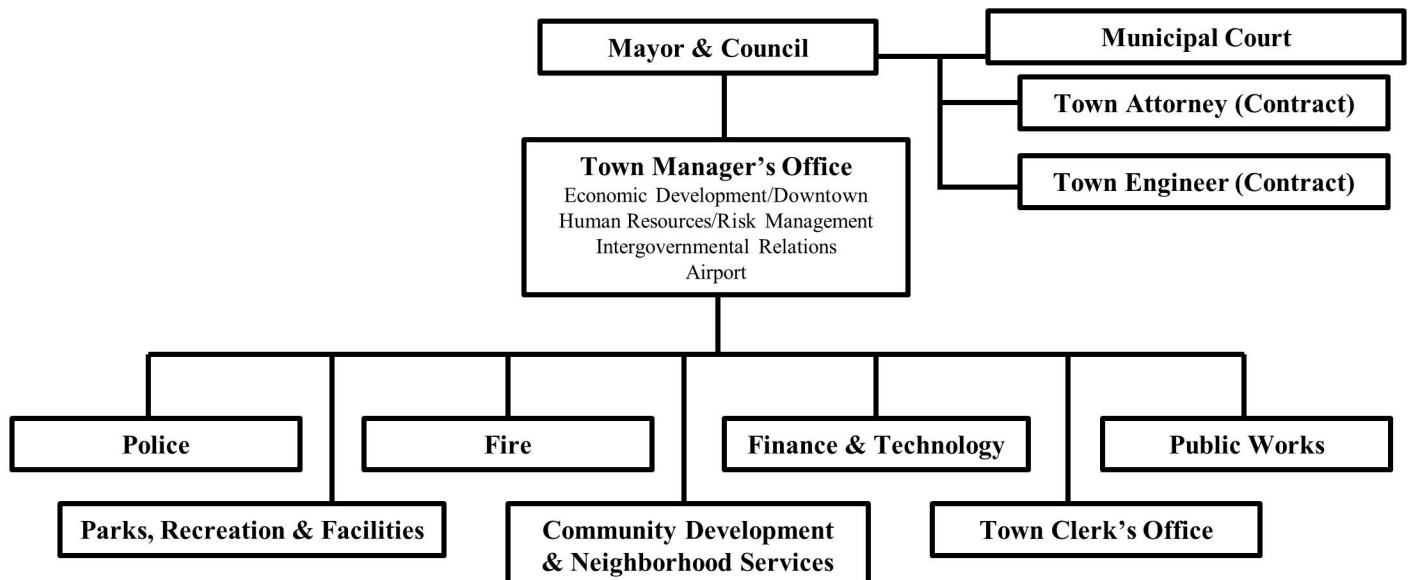 Mayor & Council
Municipal Court
Town Attorney (Contract)
Town Engineer (Contract)
Town Manager’s Office
Economic Development/Downtown
Human Resources/Risk Management
Intergovernmental Relations
Airport
Police
Fire
Finance & Technology
Public Works
Parks, Recreation & Facilities
Community Development
& Neighborhood Services
Town Clerk’s Office